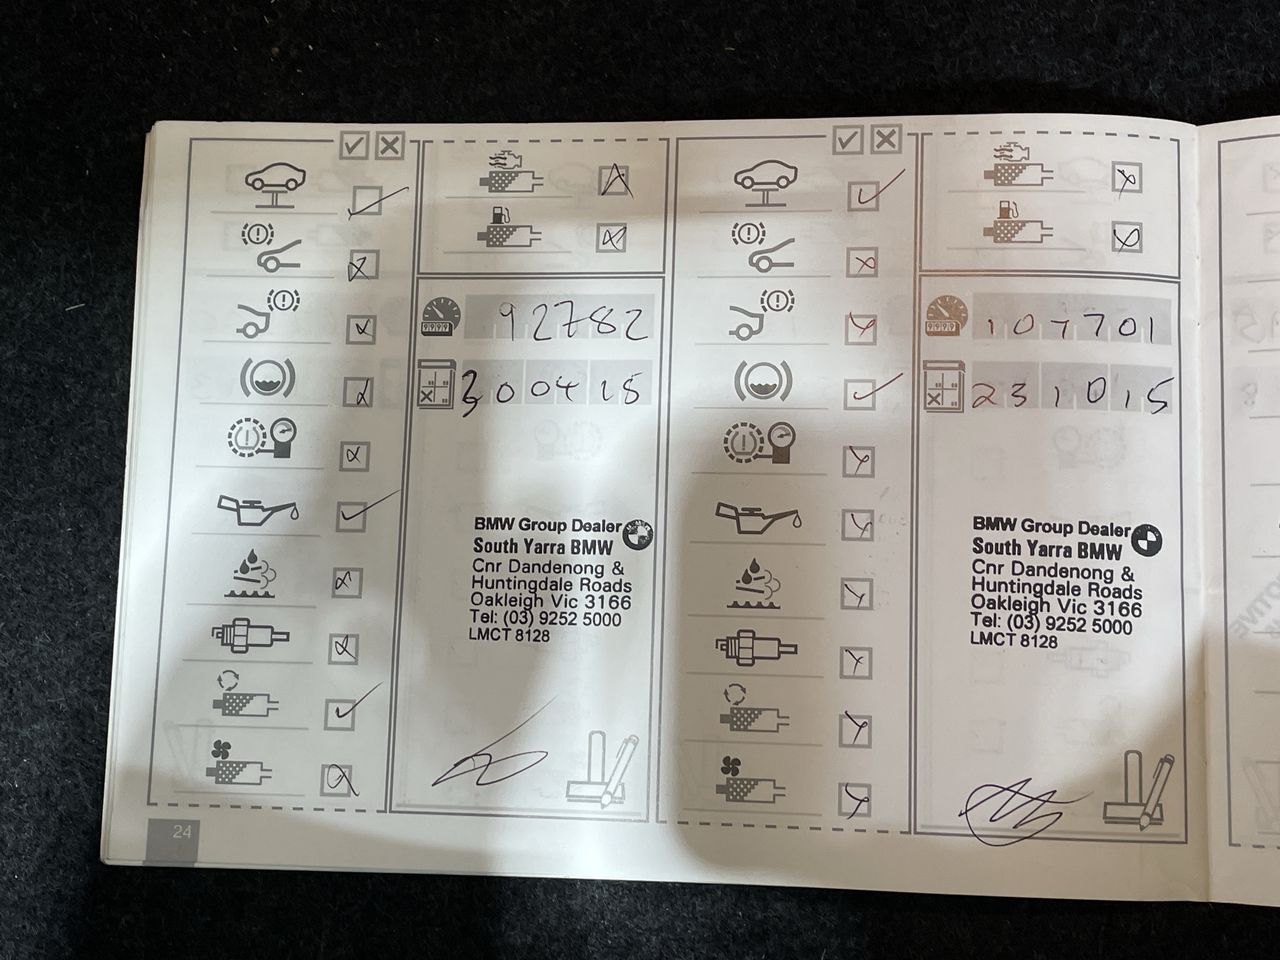 92782
300415
BMW Group Dealer
South Yarra BMW
Cnr Dandenong &
Huntingdale Roads
Oakleigh Vic 3166
Tel: (03) 9252 5000
LMCT 8128
24
107701
231015
BMW Group Dealer
South Yarra BMW
Cnr Dandenong &
Huntingdale Roads
Oakleigh Vic 3166
Tel: (03) 9252 5000
LMCT 8128